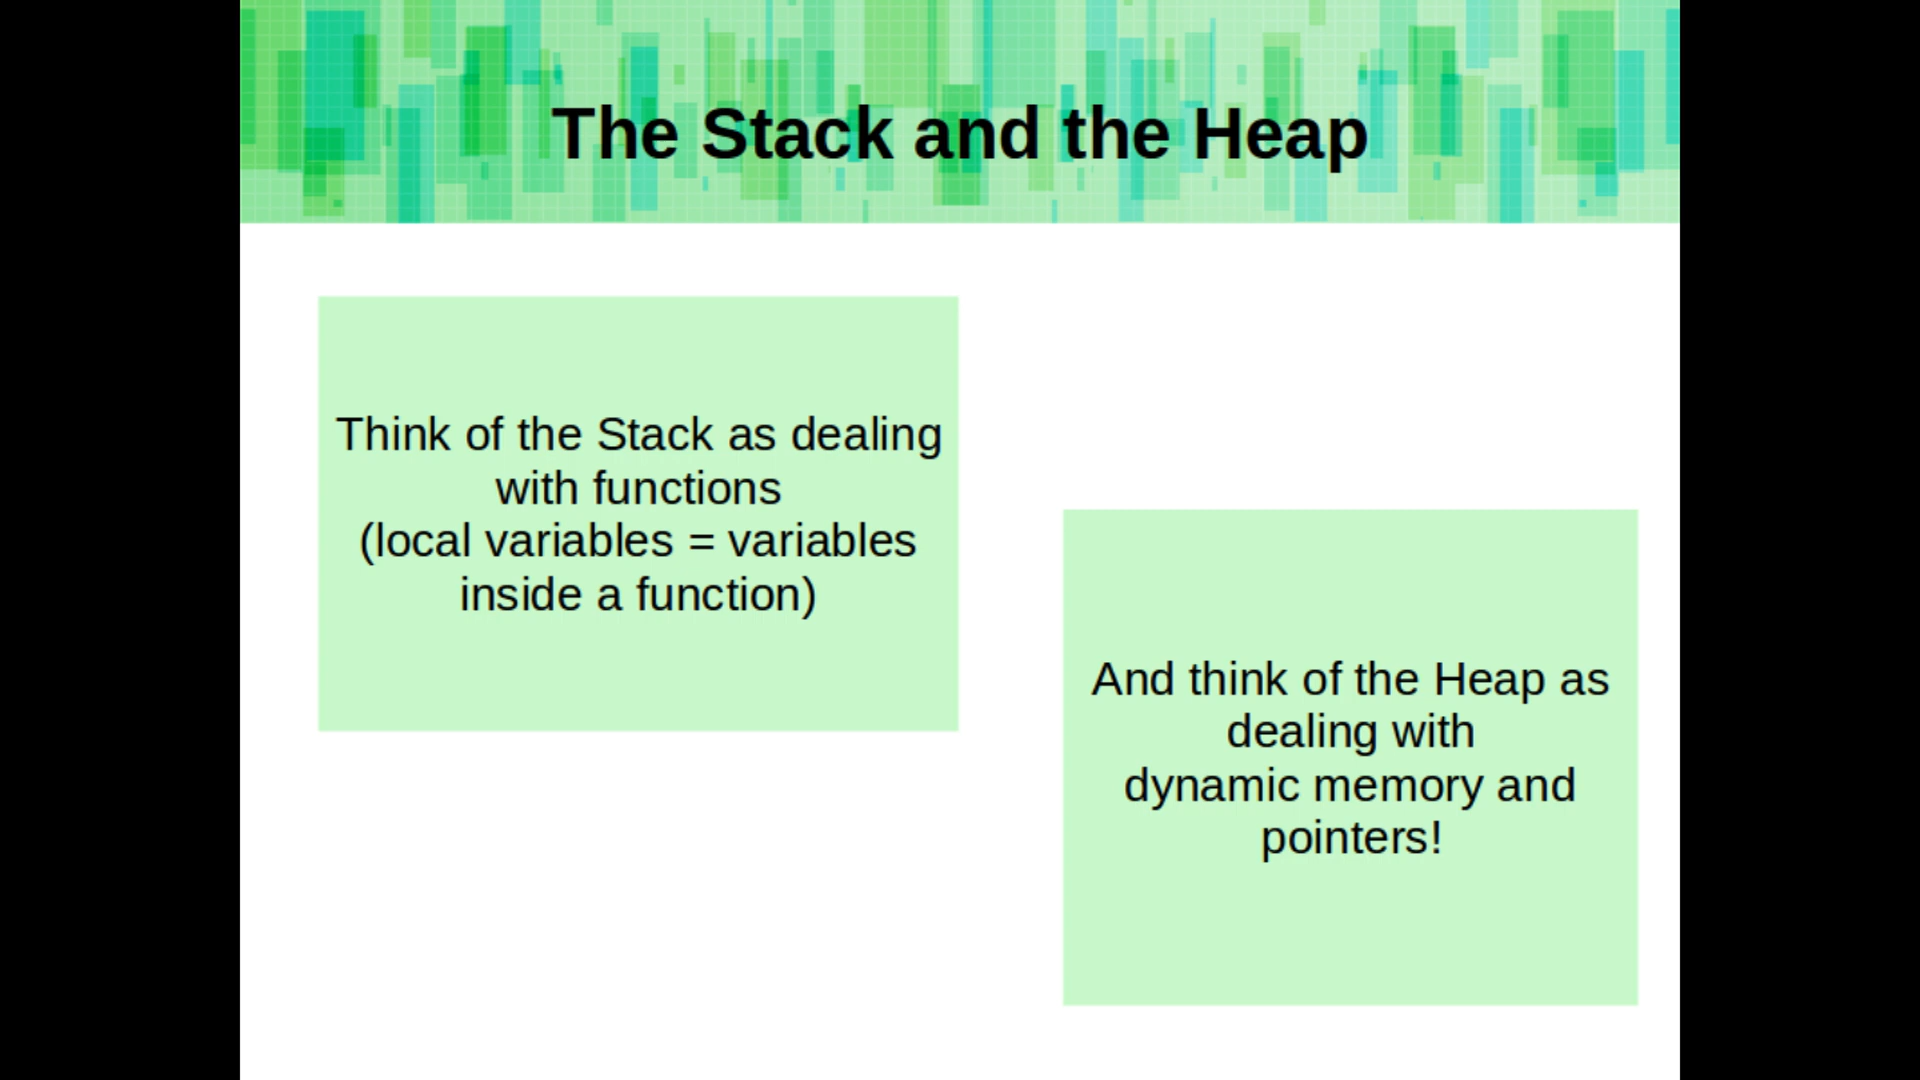 The Stack and the Heap
Think of the Stack as dealing
with functions
(local variables = variables
inside a function)
And think of the Heap as
dealing with
dynamic memory and
pointers!